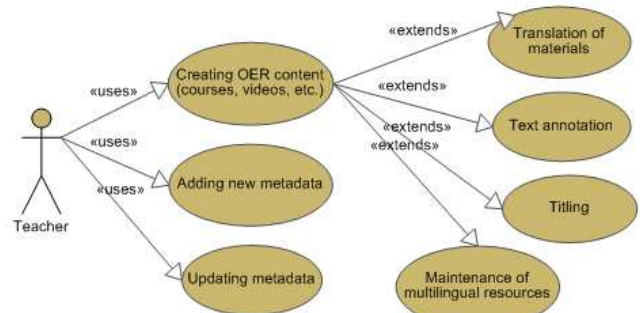 «extends»
Translation of
materials
Creating OER content
(courses, videos, etc.)
«uses»
«extends»
Text annotation
«extends»
«extends»
«uses»
Adding new metadata
«uses»
Titling
Teacher
Updating metadata
Maintenance of
multilingual resources